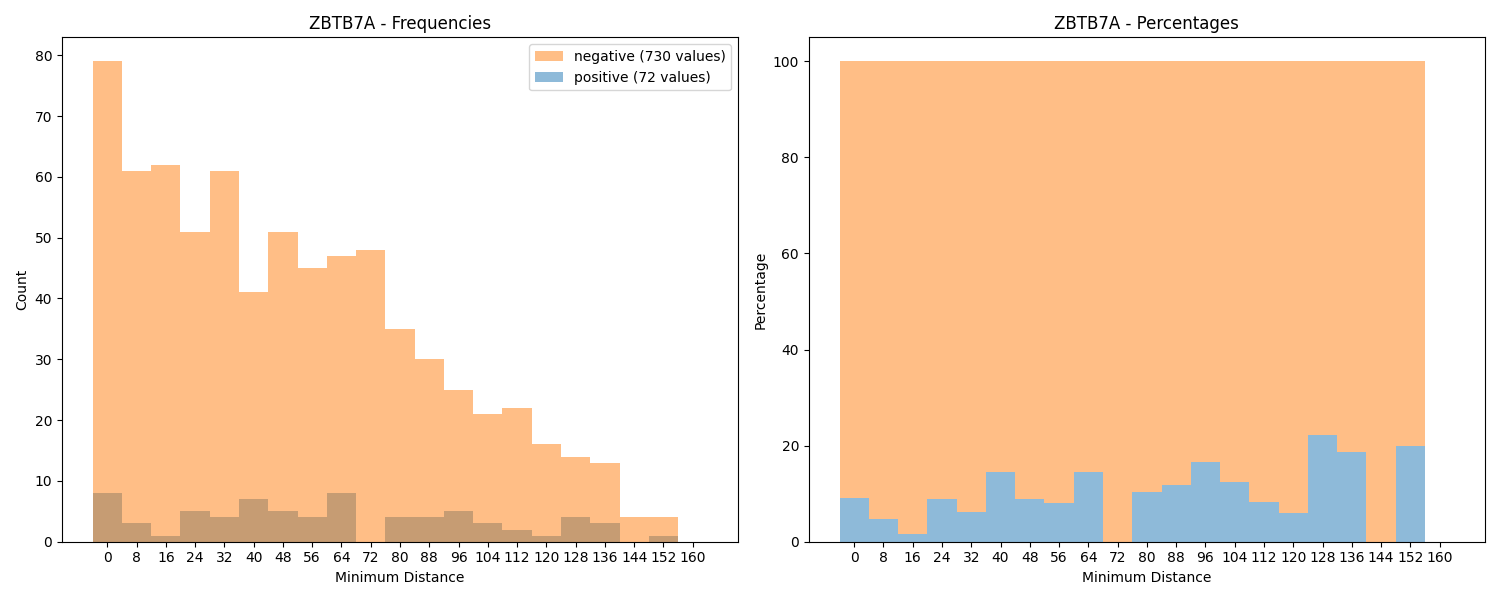 ZBTB7A - Frequencies
negative (730 values)
positive (72 values)
80
70
60
50
40
30
20
10
0
Count
0 8 16 24 32 40 48 56 64 72 80 88 96 104 112 120 128 136 144 152 160
Minimum Distance
ZBTB7A - Percentages
100
80
60
40
20
0
Percentage
0 8 16 24 32 40 48 56 64 72 80 88 96 104 112 120 128 136 144 152 160
Minimum Distance